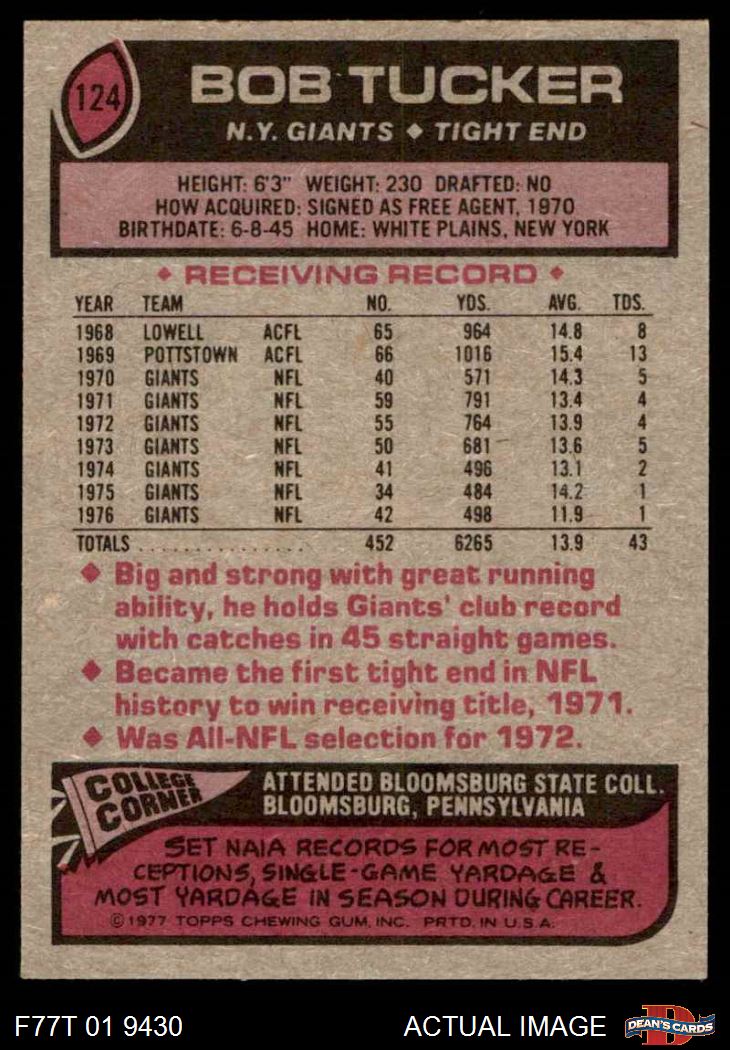 124
BOB TUCKER
N.Y. GIANTS ♦ TIGHT END
HEIGHT: 6'3" WEIGHT: 230 DRAFTED: NO
HOW ACQUIRED: SIGNED AS FREE AGENT, 1970
BIRTHDATE: 6-8-45 HOME: WHITE PLAINS, NEW YORK
♦ RECEIVING RECORD ♦
YEAR TEAM NO. YDS. AVG. TDS.
1968 LOWELL ACFL 65 964 14.8 8
1969 POTTSTOWN ACFL 66 1016 15.4 13
1970 GIANTS NFL 40 571 14.3 5
1971 GIANTS NFL 59 791 13.4 4
1972 GIANTS NFL 55 764 13.9 4
1973 GIANTS NFL 50 681 13.6 5
1974 GIANTS NFL 41 496 13.1 2
1975 GIANTS NFL 34 484 14.2 1
1976 GIANTS NFL 42 498 11.9 1
TOTALS ................ 452 6265 13.9 43
♦ Big and strong with great running
ability, he holds Giants' club record
with catches in 45 straight games.
♦ Became the first tight end in NFL
history to win receiving title, 1971.
♦ Was All-NFL selection for 1972.
COLLEGE
CORNER
ATTENDED BLOOMSBURG STATE COLL.
BLOOMSBURG, PENNSYLVANIA
SET NAIA RECORDS FOR MOST RE-
CEPTIONS, SINGLE-GAME YARDAGE &
MOST YARDAGE IN SEASON DURING CAREER.
© 1977 TOPPS CHEWING GUM, INC. PRTD. IN U.S.A.
F77T 01 9430
ACTUAL IMAGE
D
DEAN'S CARDS